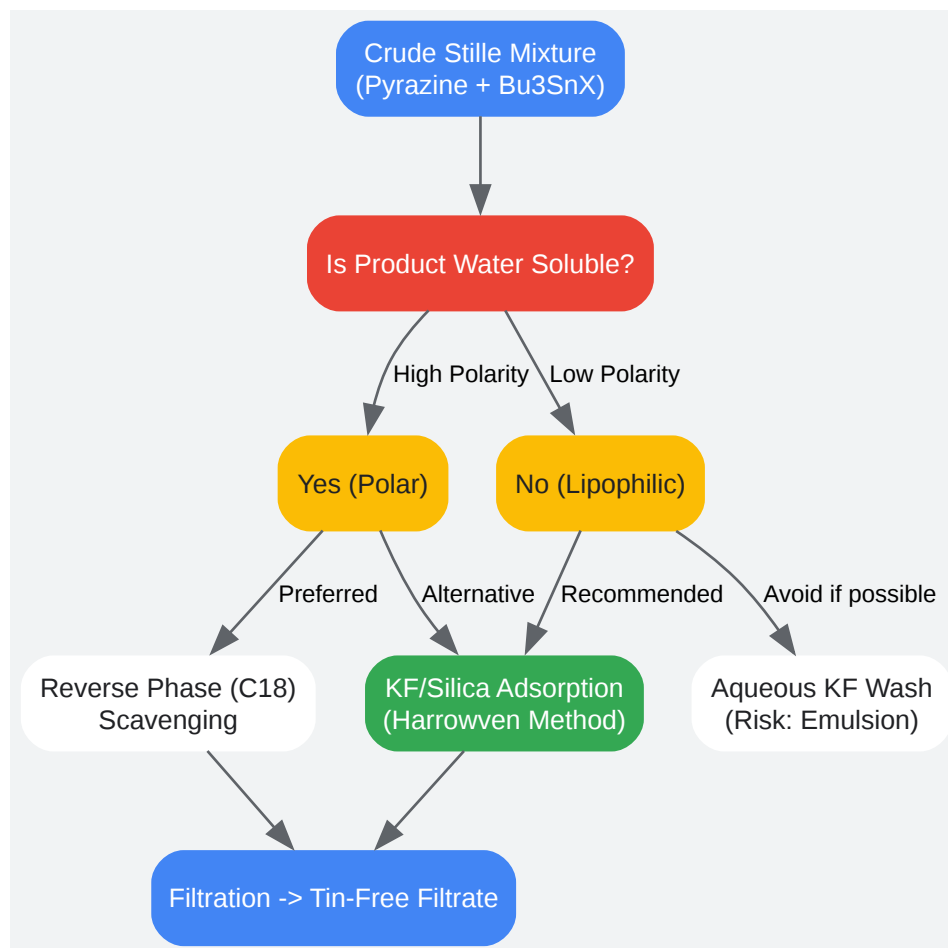 Crude Stille Mixture
(Pyrazine + Bu3SnX)
Is Product Water Soluble?
High Polarity
Low Polarity
Yes (Polar)
No (Lipophilic)
Preferred
Alternative
Recommended
Avoid if possible
Reverse Phase (C18)
Scavenging
KF/Silica Adsorption
(Harrowven Method)
Aqueous KF Wash
(Risk: Emulsion)
Filtration -> Tin-Free Filtrate